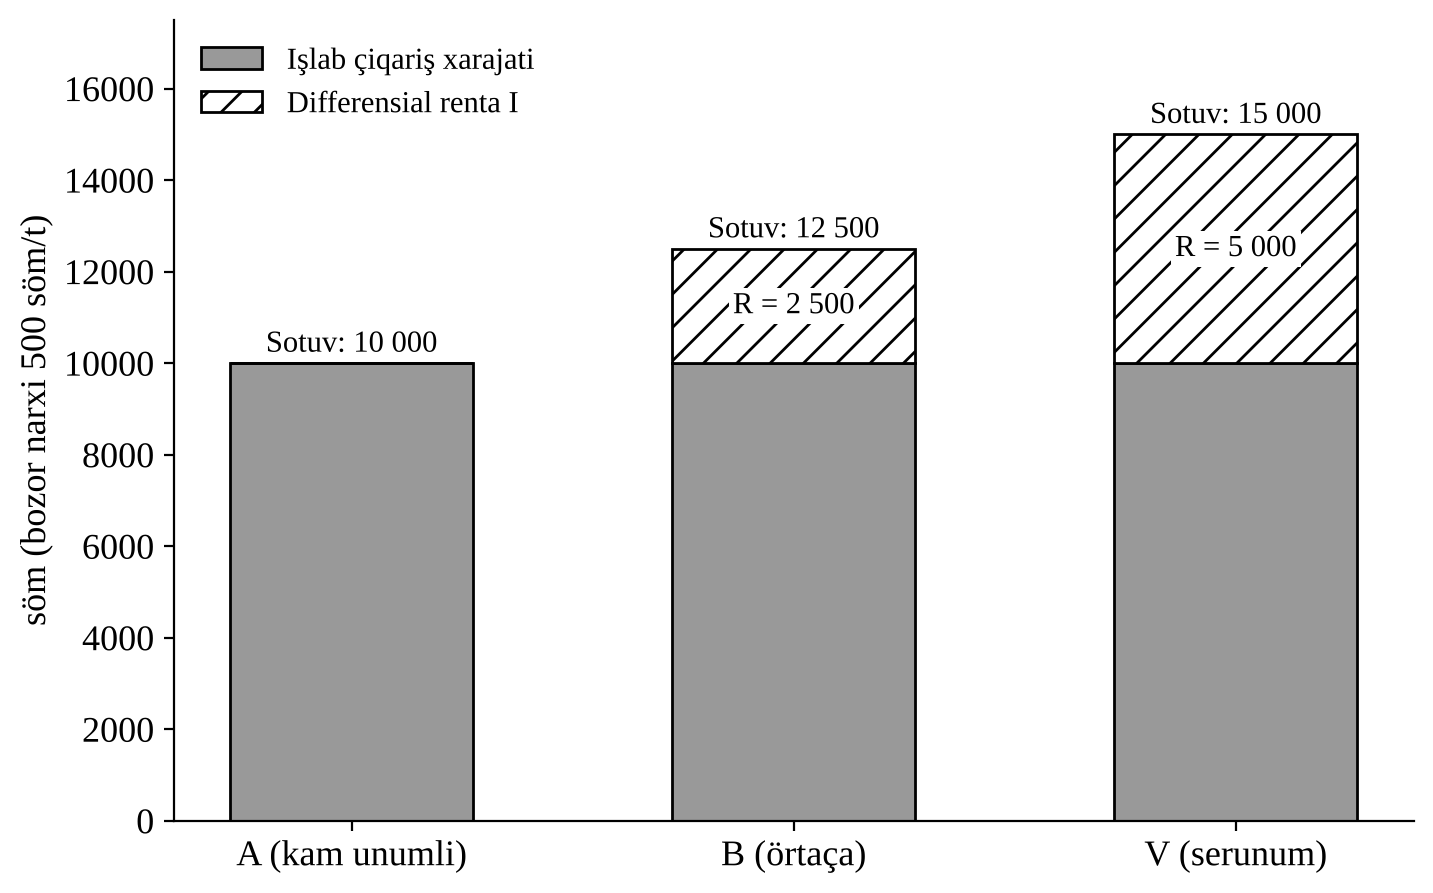 Işlab çiqariş xarajati
Differensial renta I
söm (bozor narxi 500 söm/t)
16000
14000
12000
10000
8000
6000
4000
2000
0
Sotuv: 10 000
Sotuv: 12 500
R = 2 500
Sotuv: 15 000
R = 5 000
A (kam unumli)
B (örtaça)
V (serunum)